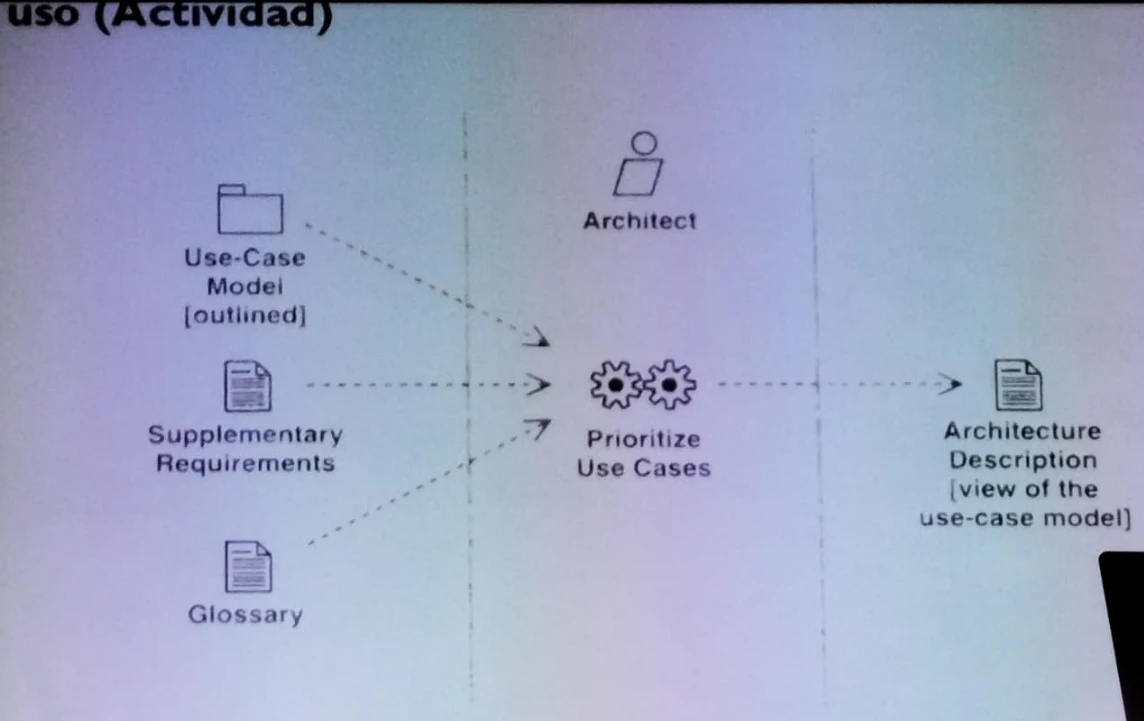 uso (Actividad)
Use-Case
Model
[outlined]
Supplementary
Requirements
Glossary
Architect
Prioritize
Use Cases
Architecture
Description
[view of the
use-case model]